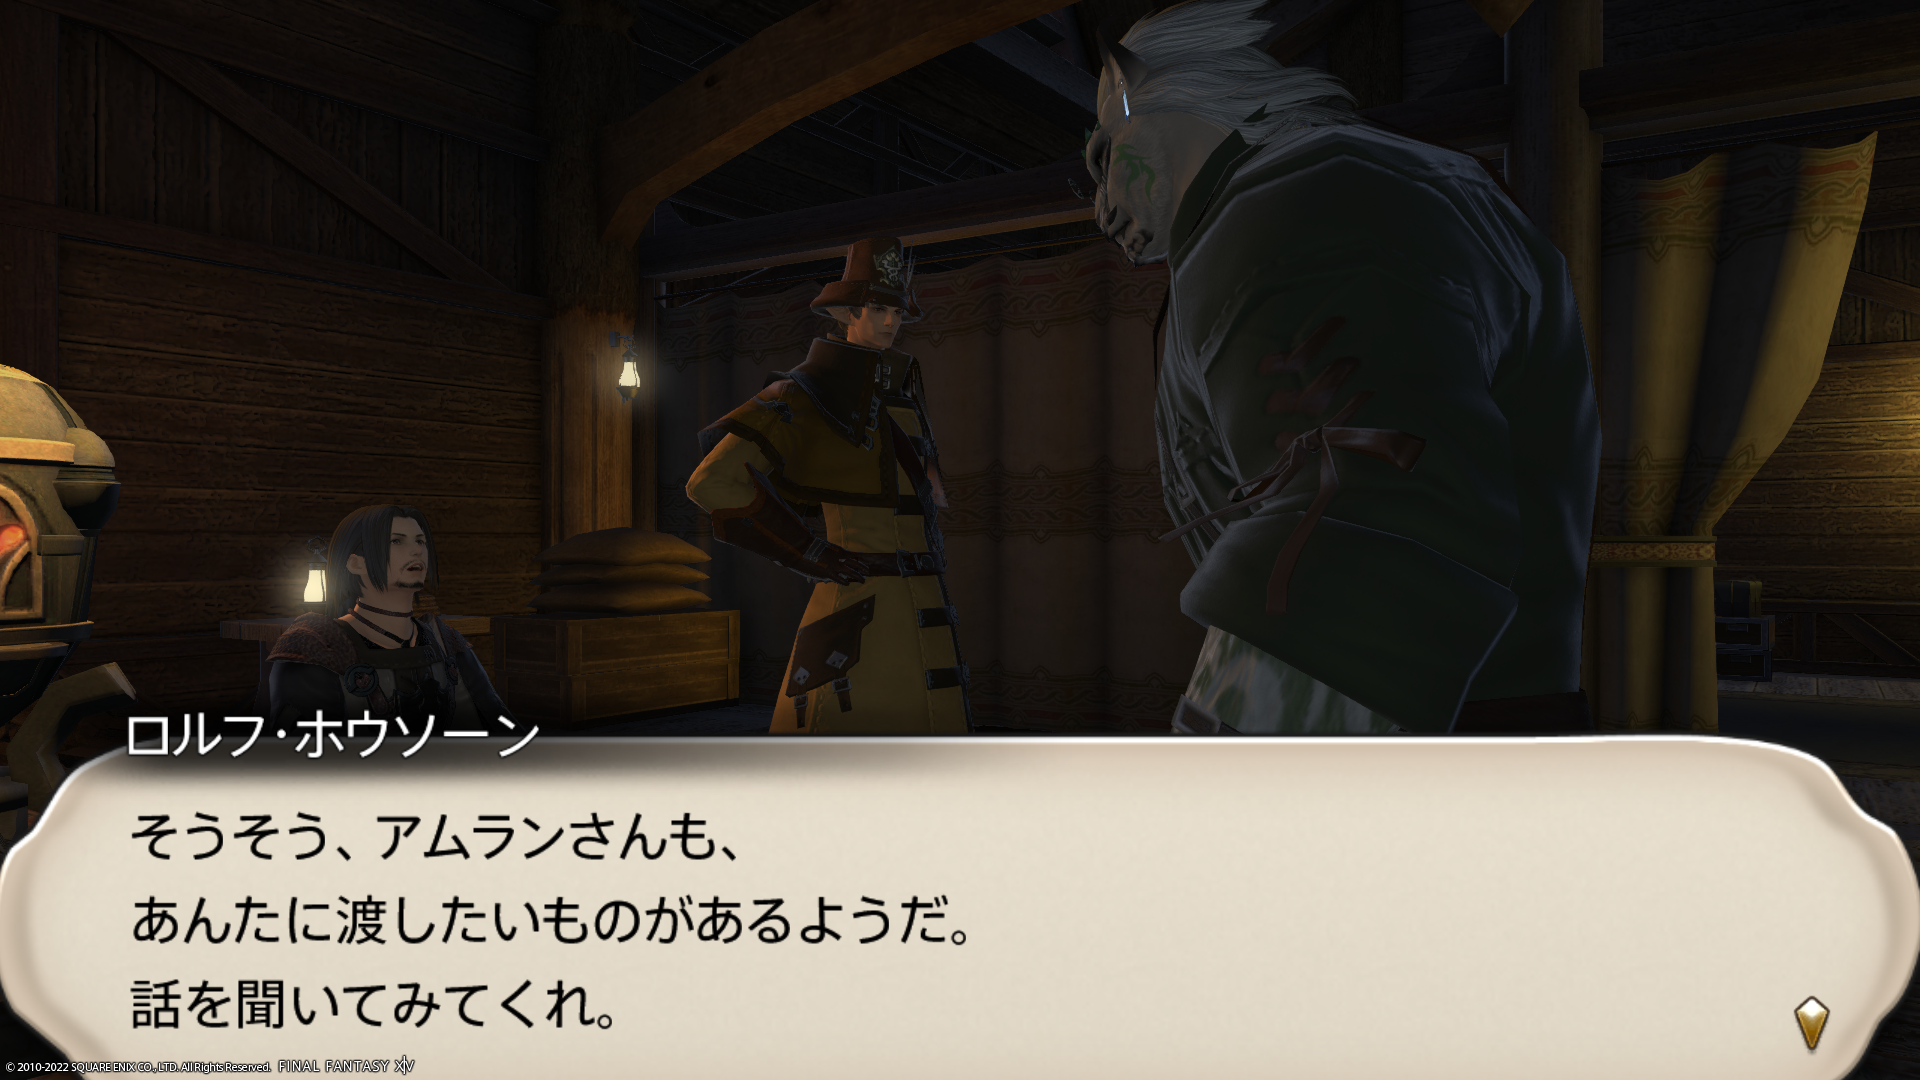 ロルフ・ホウソーン
そうそう、アムランさんも、
あんたに渡したいものがあるようだ。
話を聞いてみてくれ。
© 2010-2022 SQUARE ENIX CO., LTD. All Rights Reserved. FINAL FANTASY XIV